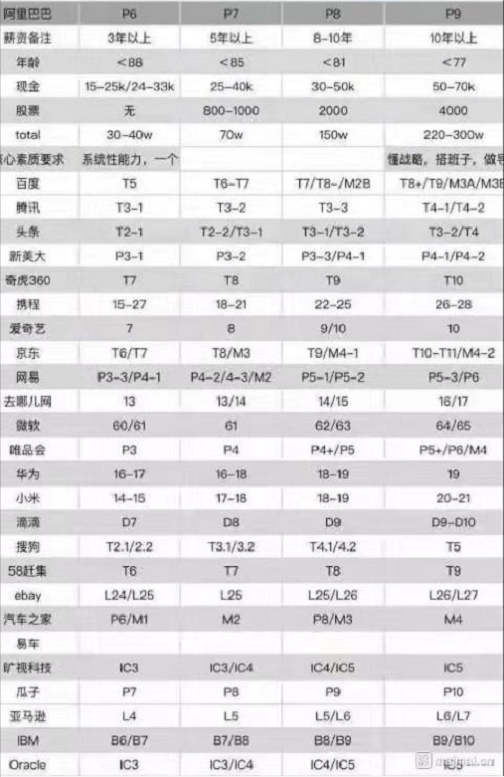 阿里巴巴 P6 P7 P8 P9
薪资备注 3年以上 5年以上 8-10年 10年以上
年龄 <88 <85 <81 <77
现金 15-25k/24-33k 25-40k 30-50k 50-70k
股票 无 800-1000 2000 4000
total 30-40w 70w 150w 220-300w
心素质要求 系统性能力，一个 懂战略，搭班子，做导
百度 T5 T6-T7 T7/T8-/M2B T8+/T9/M3A/M3B
腾讯 T3-1 T3-2 T3-3 T4-1/T4-2
头条 T2-1 T2-2/T3-1 T3-1/T3-2 T3-2/T4
新美大 P3-1 P3-2 P3-3/P4-1 P4-1/P4-2
奇虎360 T7 T8 T9 T10
携程 15-27 18-21 22-25 26-28
爱奇艺 7 8 9/10 10
京东 T6/T7 T8/M3 T9/M4-1 T10-T11/M4-2
网易 P3-3/P4-1 P4-2/4-3/M2 P5-1/P5-2 P5-3/P6
去哪儿网 13 13/14 14/15 16/17
微软 60/61 61 62/63 64/65
唯品会 P3 P4 P4+/P5 P5+/P6/M4
华为 16-17 16-18 18-19 19
小米 14-15 17-18 18-19 20-21
滴滴 D7 D8 D9 D9-D10
搜狗 T2.1/2.2 T3.1/3.2 T4.1/4.2 T5
58赶集 T6 T7 T8 T9
ebay L24/L25 L25 L25/L26 L26/L27
汽车之家 P6/M1 M2 P8/M3 M4
易车
旷视科技 IC3 IC3/IC4 IC4/IC5 IC5
瓜子 P7 P8 P9 P10
亚马逊 L4 L5 L5/L6 L6/L7
IBM B6/B7 B7/B8 B8/B9 B9/B10
Oracle IC3 IC3/IC4 IC4/IC5 IC5